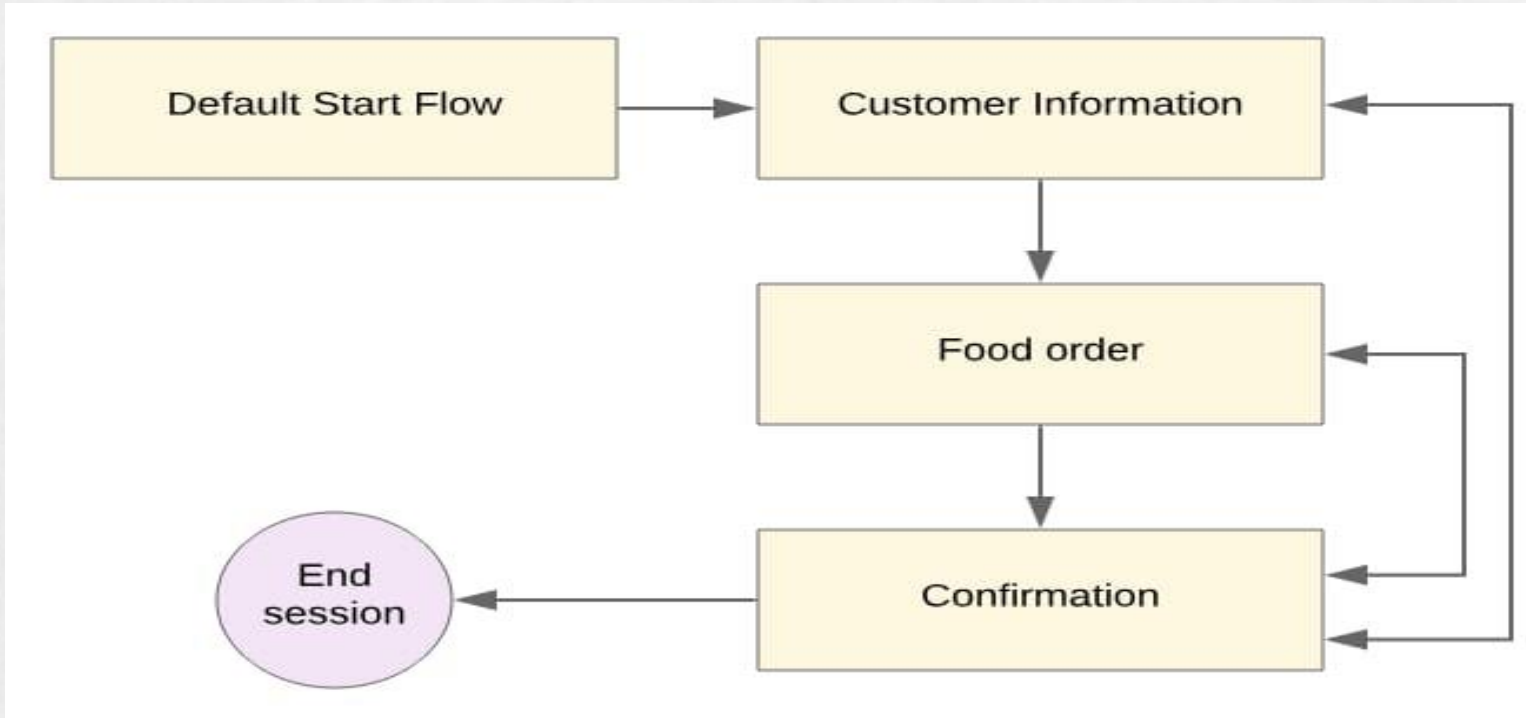 Default Start Flow
Customer Information
Food order
Confirmation
End
session